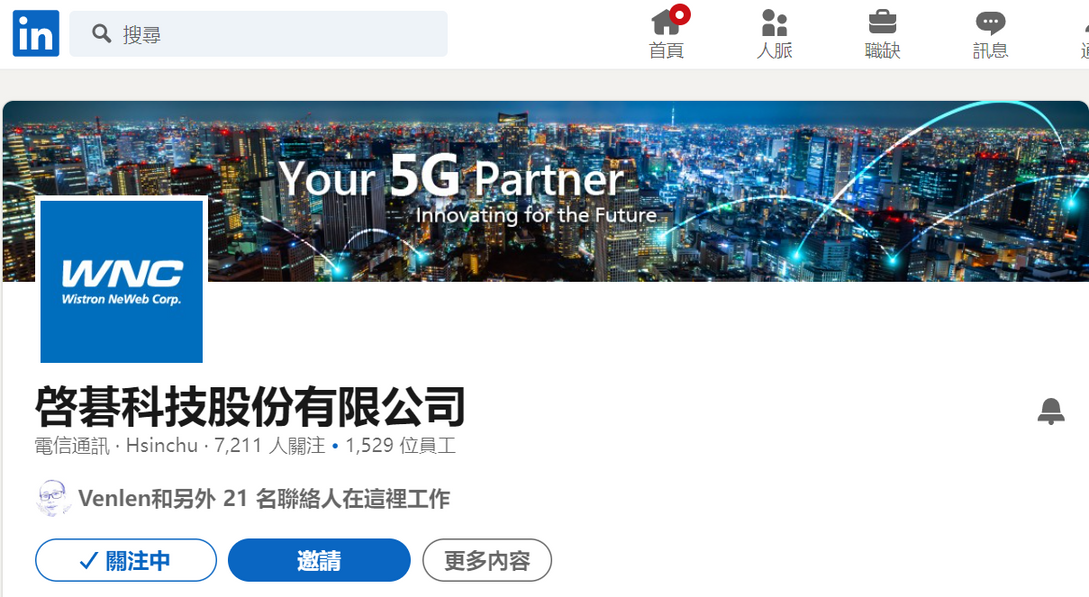 in
搜尋
首頁
人脈
職缺
訊息
Your 5G Partner
Innovating for the Future
WNC
Wistron NeWeb Corp.
啓碁科技股份有限公司
電信通訊 · Hsinchu · 7,211 人關注 • 1,529 位員工
Venlen和另外 21 名聯絡人在這裡工作
✓ 關注中
邀請
更多內容